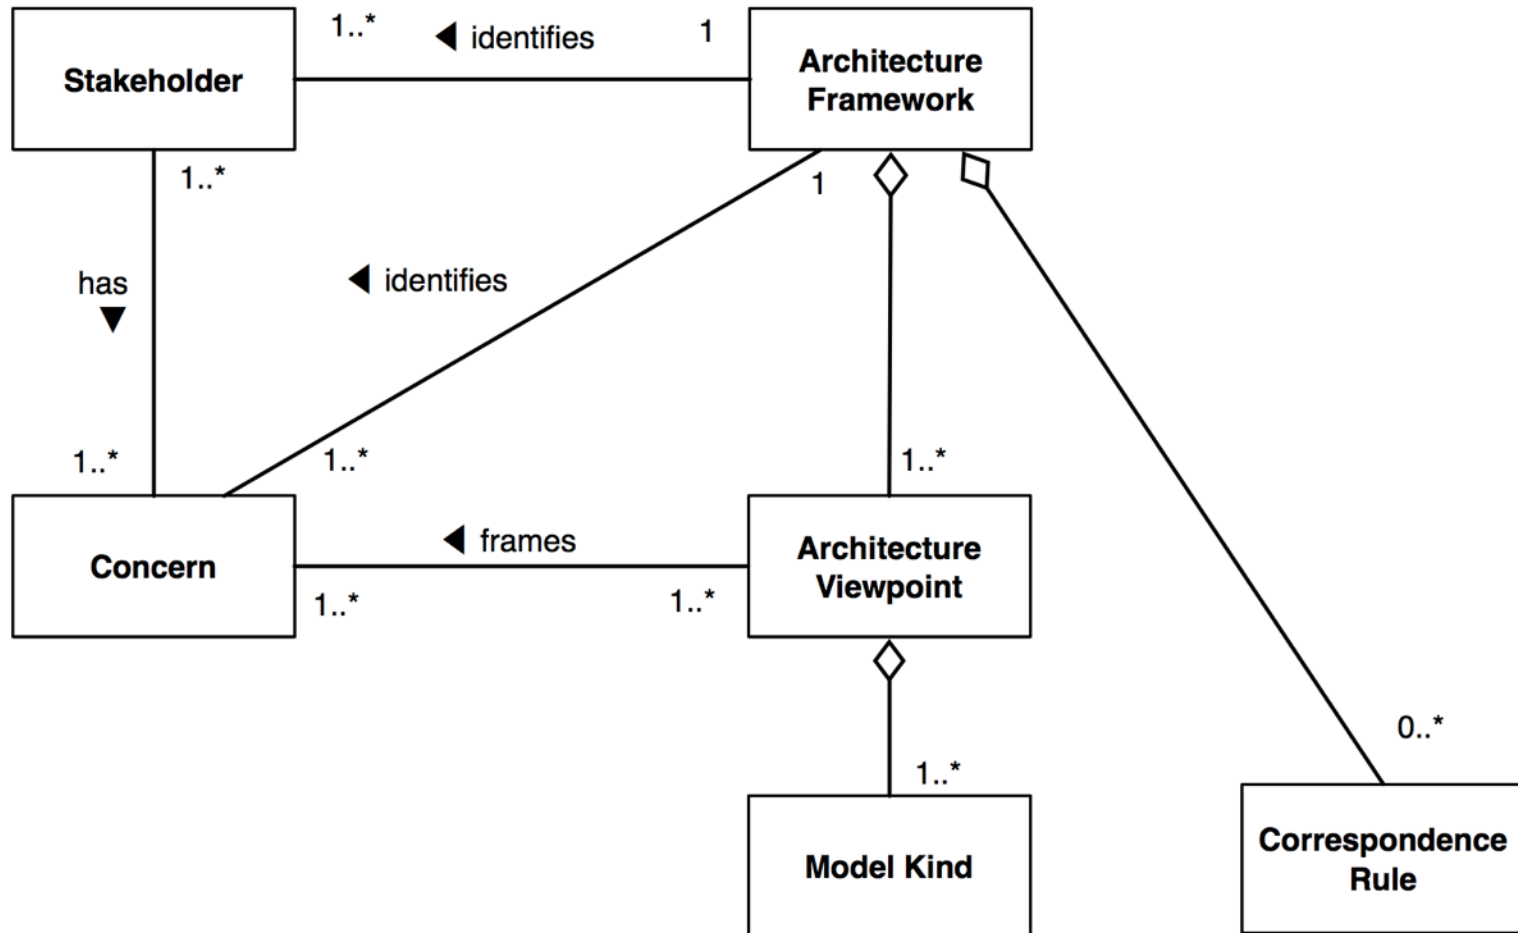 1..*
◀ identifies
1
Stakeholder
Architecture
Framework
1..*
1
has
▼
◀ identifies
1..*
1..*
1..*
Concern
◀ frames
Architecture
Viewpoint
1..*
1..*
0..*
1..*
Model Kind
Correspondence
Rule